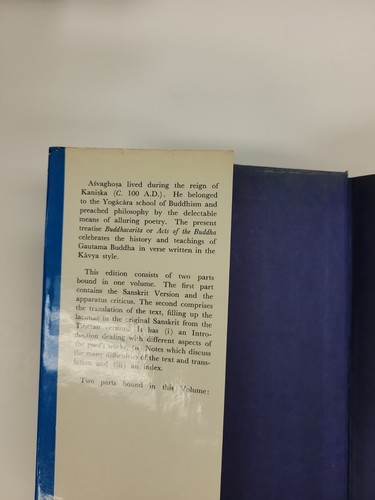 Aśvaghoṣa lived during the reign of
Kaniṣka (C. 100 A.D.). He belonged
to the Yogācāra school of Buddhism and
preached philosophy by the delectable
means of alluring poetry. The present
treatise Buddhacarita or Acts of the Buddha
celebrates the history and teachings of
Gautama Buddha in verse written in the
Kāvya style.
This edition consists of two parts
bound in one volume. The first part
contains the Sanskrit Version and the
apparatus criticus. The second comprises
the translation of the text, filling up the
lacunae in the original Sanskrit from the
Tibetan version. It has (i) an Intro-
duction dealing with different aspects of
the poet's works, (ii) Notes which discuss
the many difficulties of the text and trans-
lation and (iii) an index.
Two parts bound in this Volume: